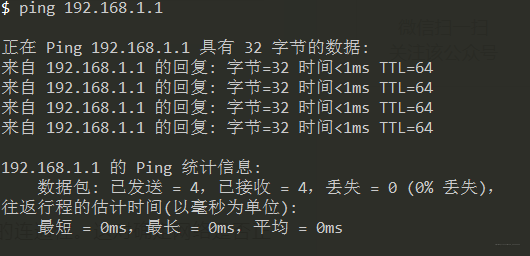 $ ping 192.168.1.1
正在 Ping 192.168.1.1 具有 32 字节的数据:
来自 192.168.1.1 的回复: 字节=32 时间<1ms TTL=64
来自 192.168.1.1 的回复: 字节=32 时间<1ms TTL=64
来自 192.168.1.1 的回复: 字节=32 时间<1ms TTL=64
来自 192.168.1.1 的回复: 字节=32 时间<1ms TTL=64
192.168.1.1 的 Ping 统计信息:
数据包: 已发送 = 4，已接收 = 4，丢失 = 0 (0% 丢失)，
往返行程的估计时间(以毫秒为单位):
最短 = 0ms，最长 = 0ms，平均 = 0ms